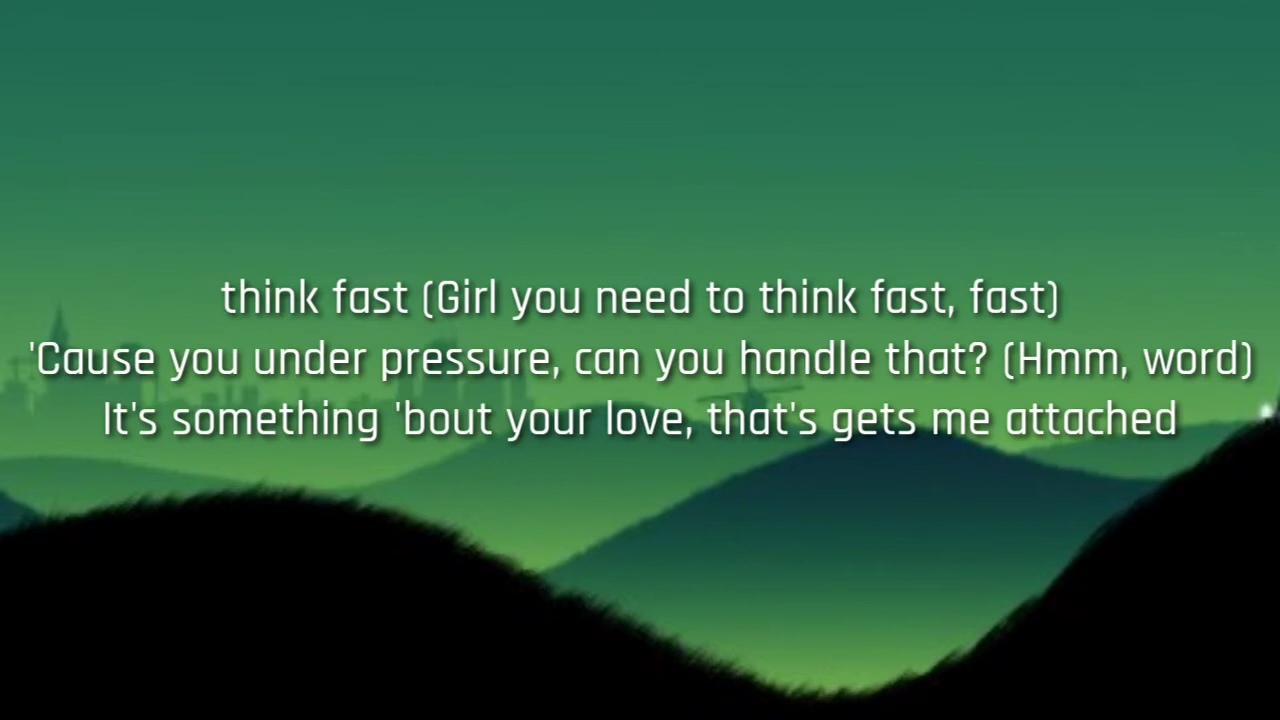 think fast (Girl you need to think fast, fast)
'Cause you under pressure, can you handle that? (Hmm, word)
It's something 'bout your love, that's gets me attached